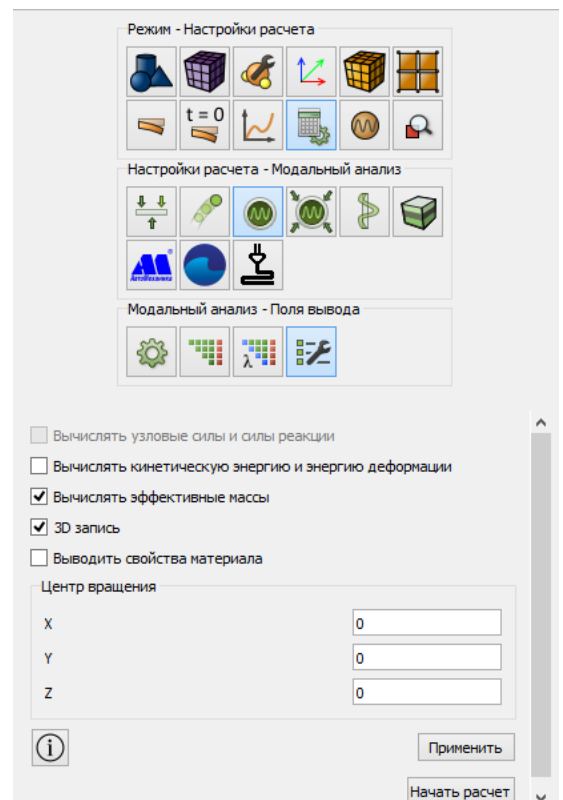 Режим - Настройки расчета
t = 0
Настройки расчета - Модальный анализ
АвтоМеханика
Модальный анализ - Поля вывода
λ
Вычислять узловые силы и силы реакции
Вычислять кинетическую энергию и энергию деформации
Вычислять эффективные массы
3D запись
Выводить свойства материала
Центр вращения
X 0
Y 0
Z 0
Применить
Начать расчет